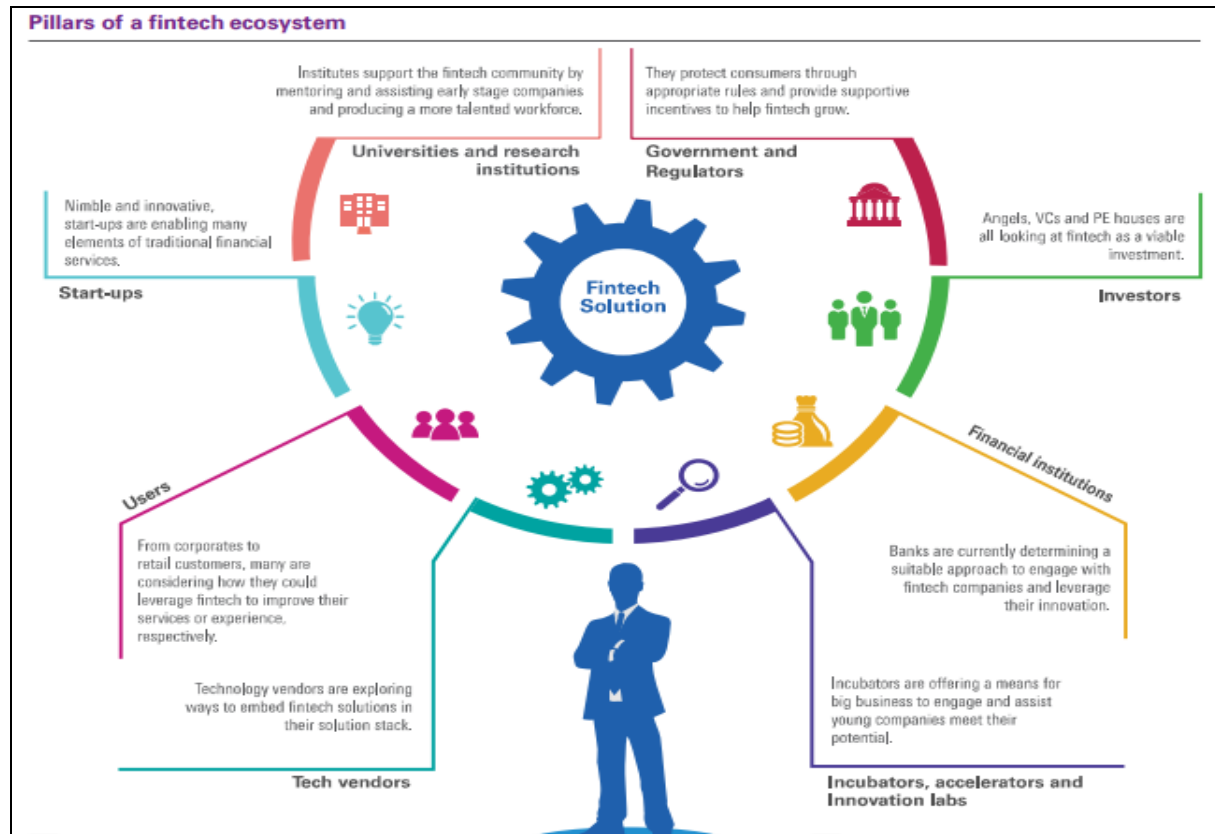 Pillars of a fintech ecosystem
Institutes support the fintech community by
mentoring and assisting early stage companies
and producing a more talented workforce.
Universities and research
institutions
They protect consumers through
appropriate rules and provide supportive
incentives to help fintech grow.
Government and
Regulators
Nimble and innovative,
start-ups are enabling many
elements of traditional financial
services.
Start-ups
Angels, VCs and PE houses are
all looking at fintech as a viable
investment.
Investors
Fintech
Solution
Users
From corporates to
retail customers, many are
considering how they could
leverage fintech to improve their
services or experience,
respectively.
Financial institutions
Banks are currently determining a
suitable approach to engage with
fintech companies and leverage
their innovation.
Technology vendors are exploring
ways to embed fintech solutions in
their solution stack.
Tech vendors
Incubators are offering a means for
big business to engage and assist
young companies meet their
potential.
Incubators, accelerators and
Innovation labs